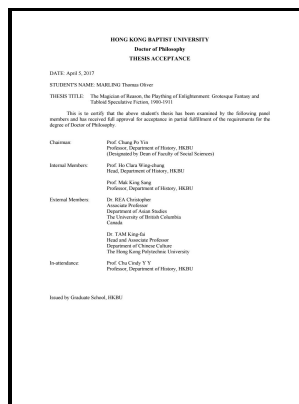 HONG KONG BAPTIST UNIVERSITY
Doctor of Philosophy
THESIS ACCEPTANCE
DATE: April 5, 2017
STUDENT'S NAME: MARLING Thomas Oliver
THESIS TITLE: The Magician of Reason, the Plaything of Enlightenment: Grotesque Fantasy and
Tabloid Speculative Fiction, 1900-1911
This is to certify that the above student's thesis has been examined by the following panel
members and has received full approval for acceptance in partial fulfillment of the requirements for the
degree of Doctor of Philosophy.
Chairman: Prof. Chung Po Yin
Professor, Department of History, HKBU
(Designated by Dean of Faculty of Social Sciences)
Internal Members: Prof. Ho Clara Wing-chung
Head, Department of History, HKBU
Prof. Mak King Sang
Professor, Department of History, HKBU
External Members: Dr. REA Christopher
Associate Professor
Department of Asian Studies
The University of British Columbia
Canada
Dr. TAM King-fai
Head and Associate Professor
Department of Chinese Culture
The Hong Kong Polytechnic University
In-attendance: Prof. Chu Cindy Y Y
Professor, Department of History, HKBU
Issued by Graduate School, HKBU